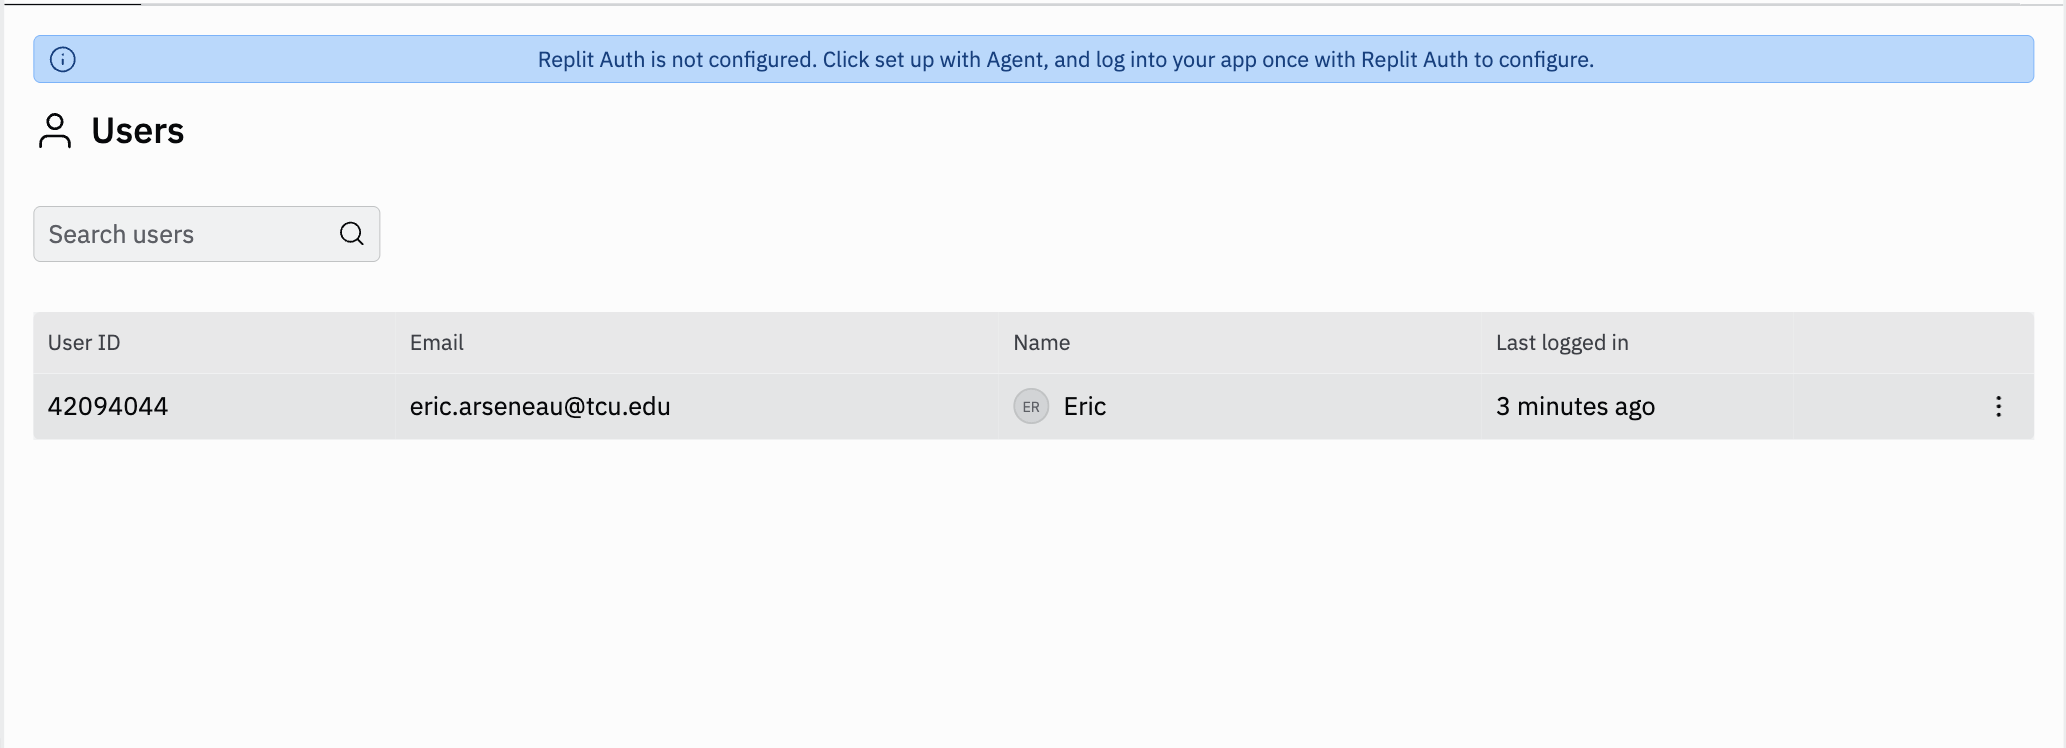 Replit Auth is not configured. Click set up with Agent, and log into your app once with Replit Auth to configure.
Users
Search users
User ID Email Name Last logged in
42094044 eric.arseneau@tcu.edu ER Eric 3 minutes ago